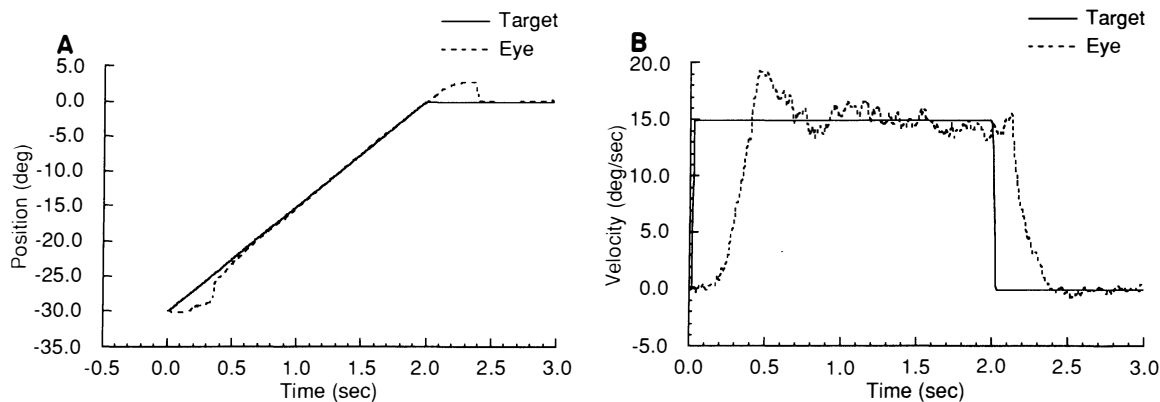 A
Target
Eye
5.0
0.0
-5.0
-10.0
-15.0
-20.0
-25.0
-30.0
-35.0
Position (deg)
-0.5 0.0 0.5 1.0 1.5 2.0 2.5 3.0
Time (sec)
B
Target
Eye
20.0
15.0
10.0
5.0
0.0
-5.0
Velocity (deg/sec)
0.0 0.5 1.0 1.5 2.0 2.5 3.0
Time (sec)